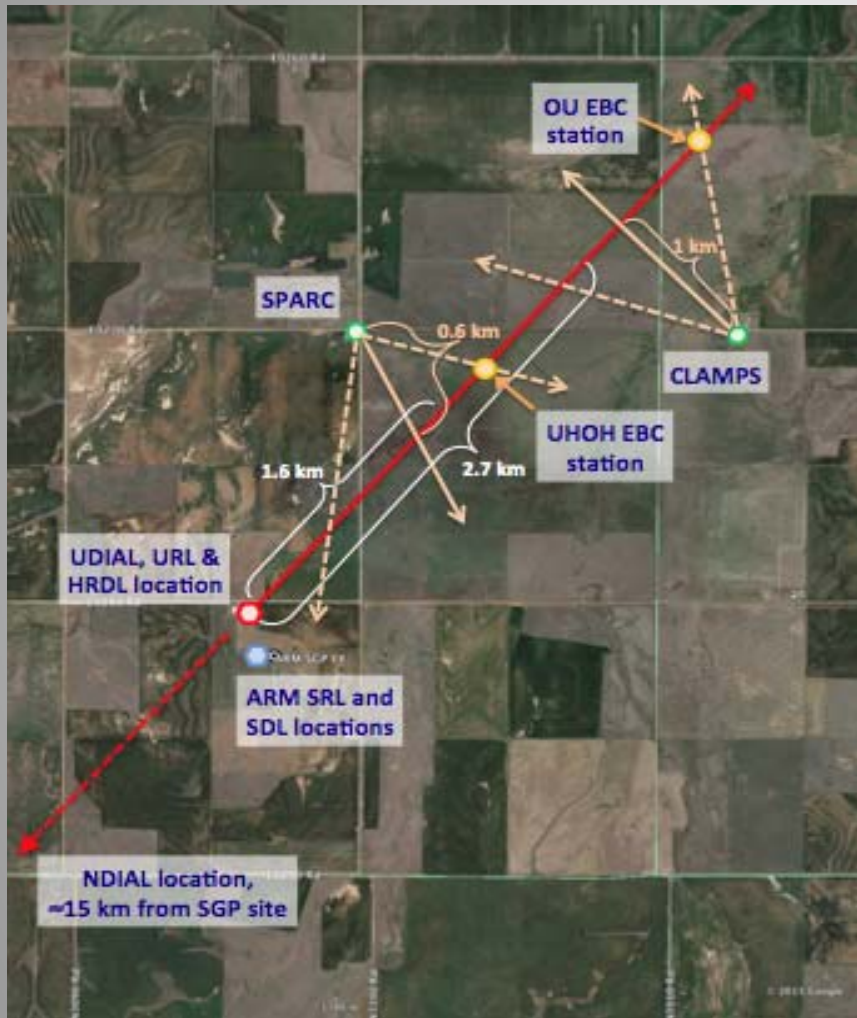 OU EBC
station
1 km
SPARC
0.6 km
CLAMPS
UHOH EBC
station
1.6 km
2.7 km
UDIAL, URL &
HRDL location
ARM SRL and
SDL locations
NDIAL location,
≈15 km from SGP site